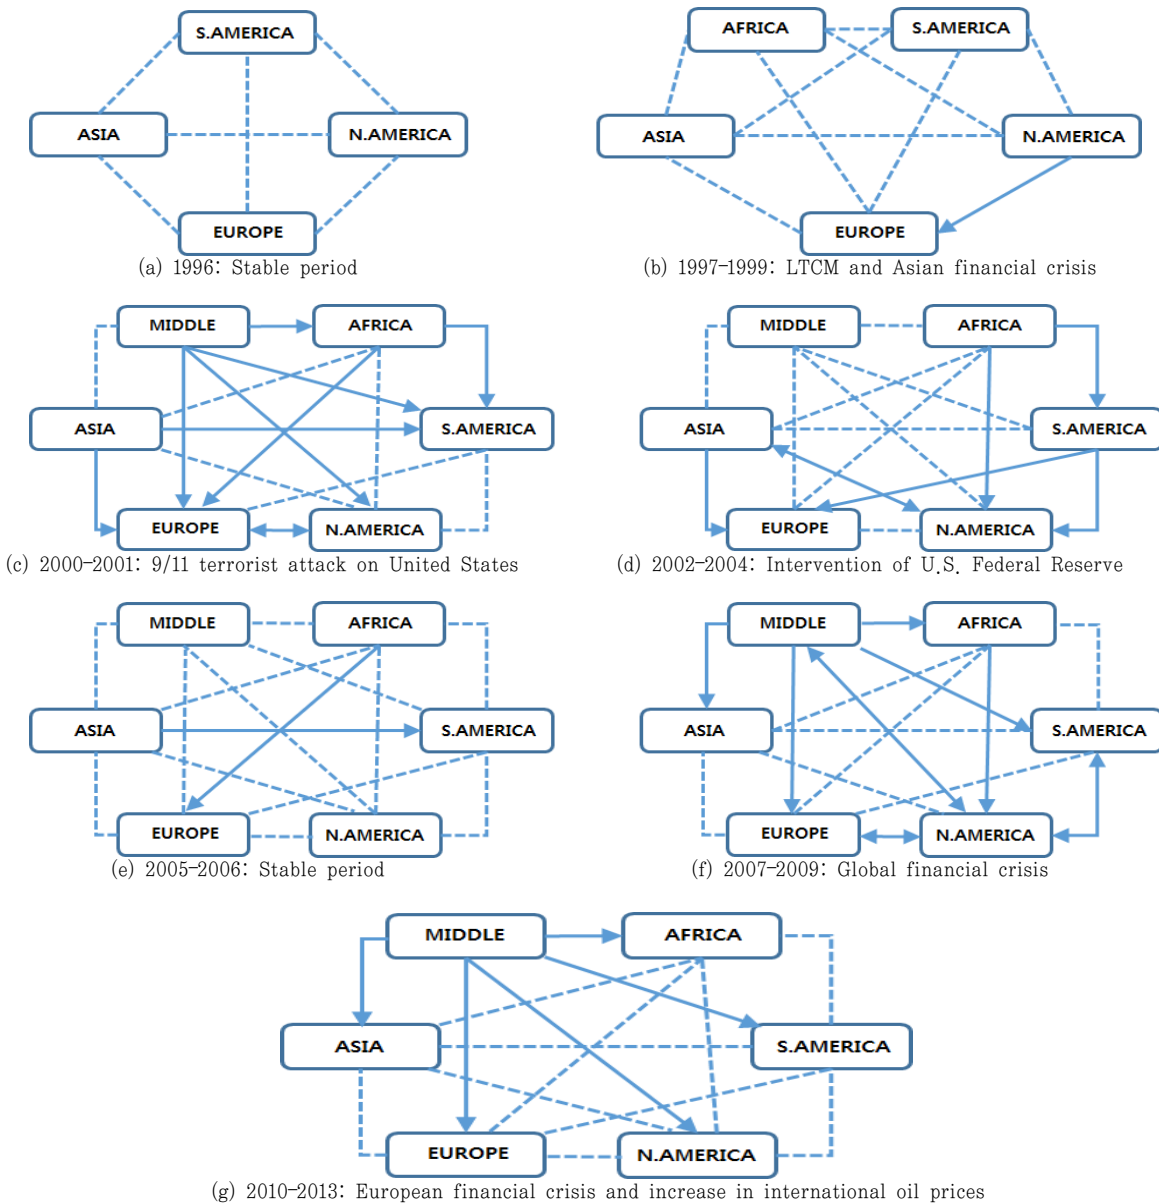 S.AMERICA
ASIA
N.AMERICA
EUROPE
(a) 1996: Stable period
AFRICA
S.AMERICA
ASIA
N.AMERICA
EUROPE
(b) 1997-1999: LTCM and Asian financial crisis
MIDDLE
AFRICA
ASIA
S.AMERICA
EUROPE
N.AMERICA
(c) 2000-2001: 9/11 terrorist attack on United States
MIDDLE
AFRICA
ASIA
S.AMERICA
EUROPE
N.AMERICA
(d) 2002-2004: Intervention of U.S. Federal Reserve
MIDDLE
AFRICA
ASIA
S.AMERICA
EUROPE
N.AMERICA
(e) 2005-2006: Stable period
MIDDLE
AFRICA
ASIA
S.AMERICA
EUROPE
N.AMERICA
(f) 2007-2009: Global financial crisis
MIDDLE
AFRICA
ASIA
S.AMERICA
EUROPE
N.AMERICA
(g) 2010-2013: European financial crisis and increase in international oil prices